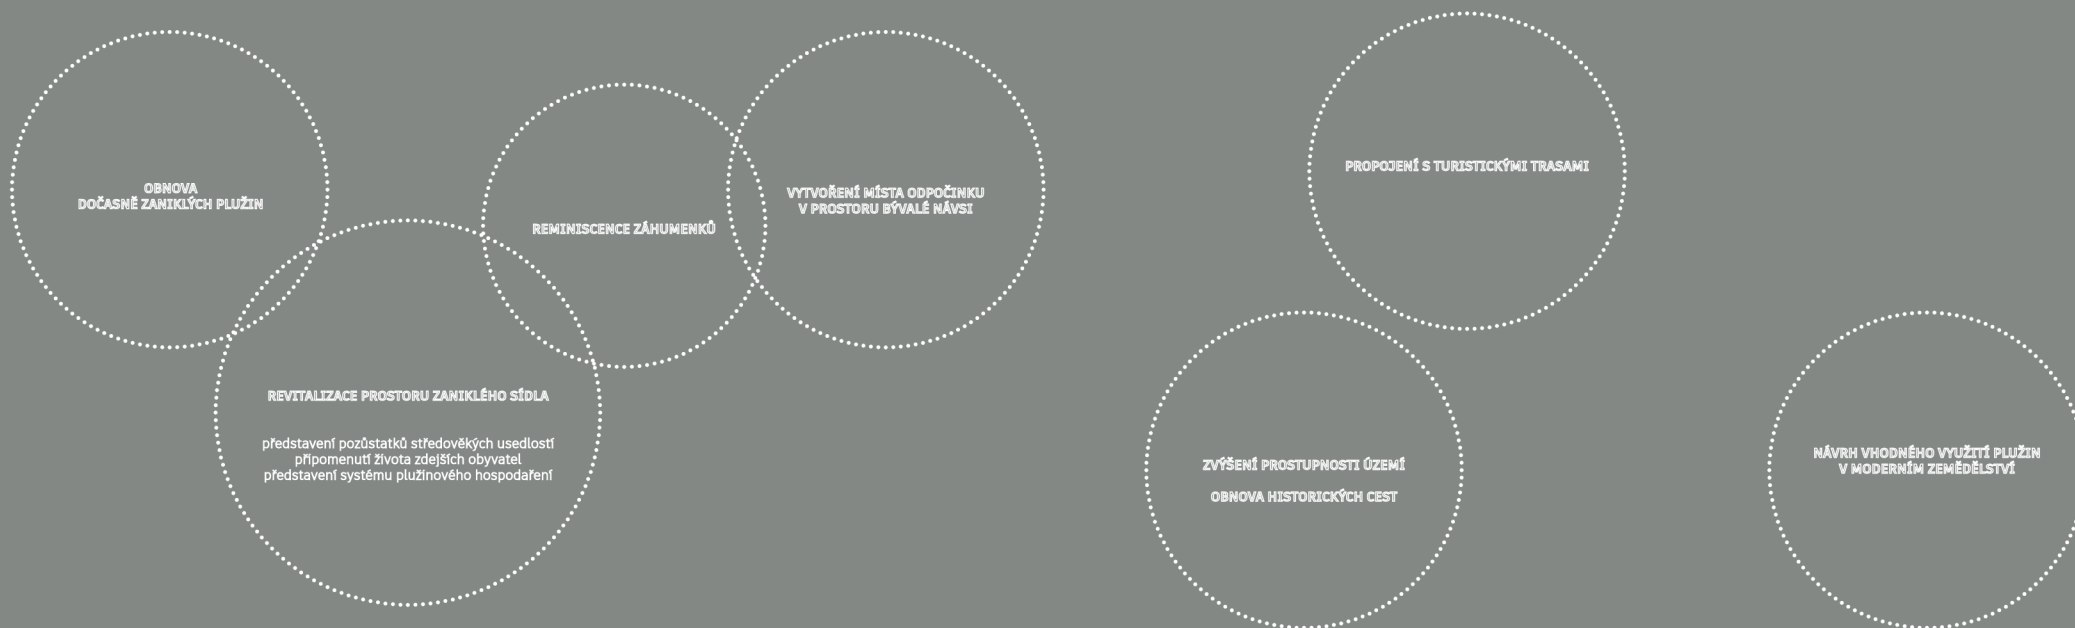 OBNOVA
DOČASNĚ ZANIKLÝCH PLUŽIN
REVITALIZACE PROSTORU ZANIKLÉHO SÍDLA
představení pozůstatků středověkých usedlostí
připomenutí života zdejších obyvatel
představení systému plužinového hospodaření
REMINISCENCE ZÁHUMENKŮ
VYTVOŘENÍ MÍSTA ODPOČINKU
V PROSTORU BÝVALÉ NÁVSI
PROPOJENÍ S TURISTICKÝMI TRASAMI
ZVÝŠENÍ PROSTUPNOSTI ÚZEMÍ
OBNOVA HISTORICKÝCH CEST
NÁVRH VHODNÉHO VYUŽITÍ PLUŽIN
V MODERNÍM ZEMĚDĚLSTVÍ